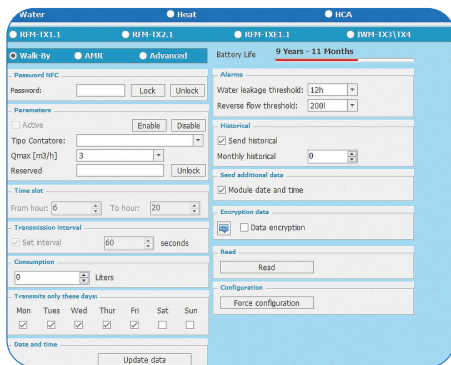 Water Heat HCA
RFM-TX1.1 RFM-TX2.1 RFM-TXE1.1 IWM-TX3\TX4
Walk-By AMR Advanced
Battery Life 9 Years - 11 Months
Password NFC
Password: Lock Unlock
Parameters
Active Enable Disable
Tipo Contatore:
Qmax [m3/h] 3
Reserved Unlock
Time slot
From hour: 6 To hour: 20
Transmission interval
Set interval 60 seconds
Consumption
0 Liters
Transmits only these days:
Mon Tues Wed Thur Fri Sat Sun
Date and time
Update data
Alarms
Water leakage threshold: 12h
Reverse flow threshold: 200l
Historical
Send historical
Monthly historical 0
Send additional data
Module date and time
Encryption data
Data encryption
Read
Read
Configuration
Force configuration